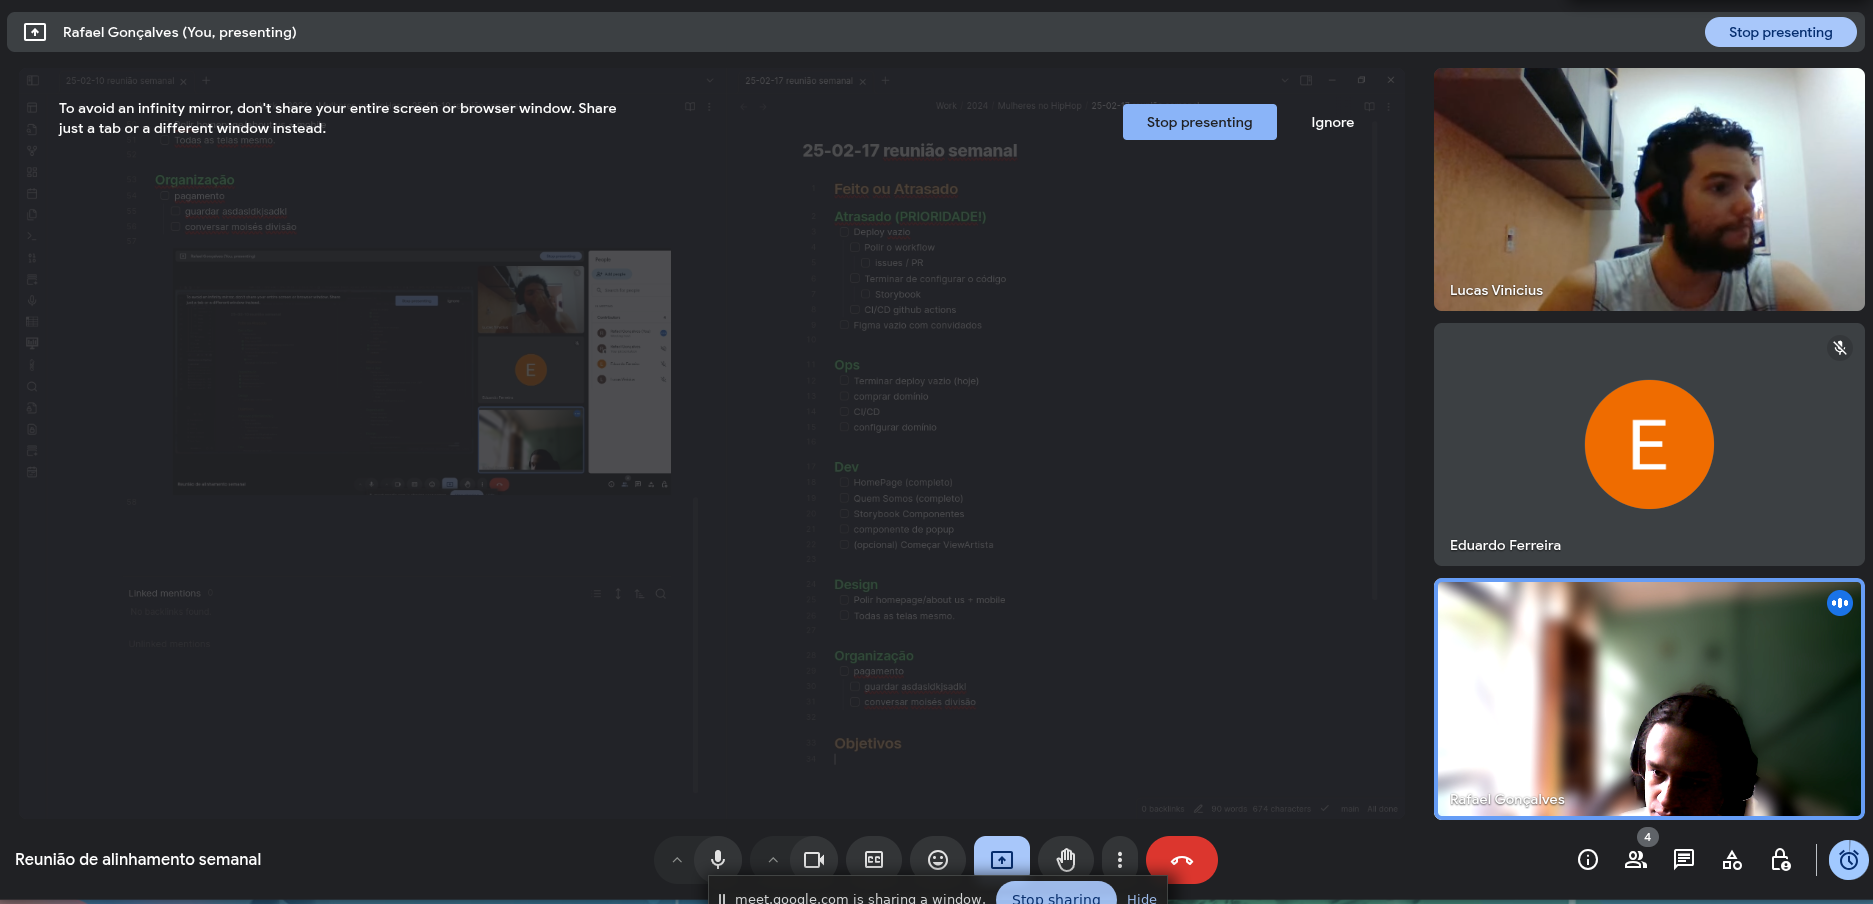 Rafael Gonçalves (You, presenting)
Stop presenting
25-02-10 reunião semanal
25-02-17 reunião semanal
To avoid an infinity mirror, don't share your entire screen or browser window. Share
just a tab or a different window instead.
Stop presenting
Ignore
Work / 2024 / Mulheres no HipHop /
Todas as telas mesmo.
Organização
pagamento
guardar asdasldkjsadkl
conversar moisés divisão
E
Linked mentions
No backlinks found.
Unlinked mentions
25-02-17 reunião semanal
Feito ou Atrasado
Atrasado (PRIORIDADE!)
Deploy vazio
Polir o workflow
issues / PR
Terminar de configurar o código
Storybook
CI/CD github actions
Figma vazio com convidados
Ops
Terminar deploy vazio (hoje)
comprar domínio
CI/CD
configurar domínio
Dev
HomePage (completo)
Quem Somos (completo)
Storybook Componentes
componente de popup
(opcional) Começar ViewArtista
Design
Polir homepage/about us + mobile
Todas as telas mesmo.
Organização
pagamento
guardar asdasldkjsadkl
conversar moisés divisão
Objetivos
0 backlinks
90 words 674 characters
main
All done
Lucas Vinicius
E
Eduardo Ferreira
Rafael Gonçalves
Reunião de alinhamento semanal
4
meet.google.com is sharing a window.
Stop sharing
Hide